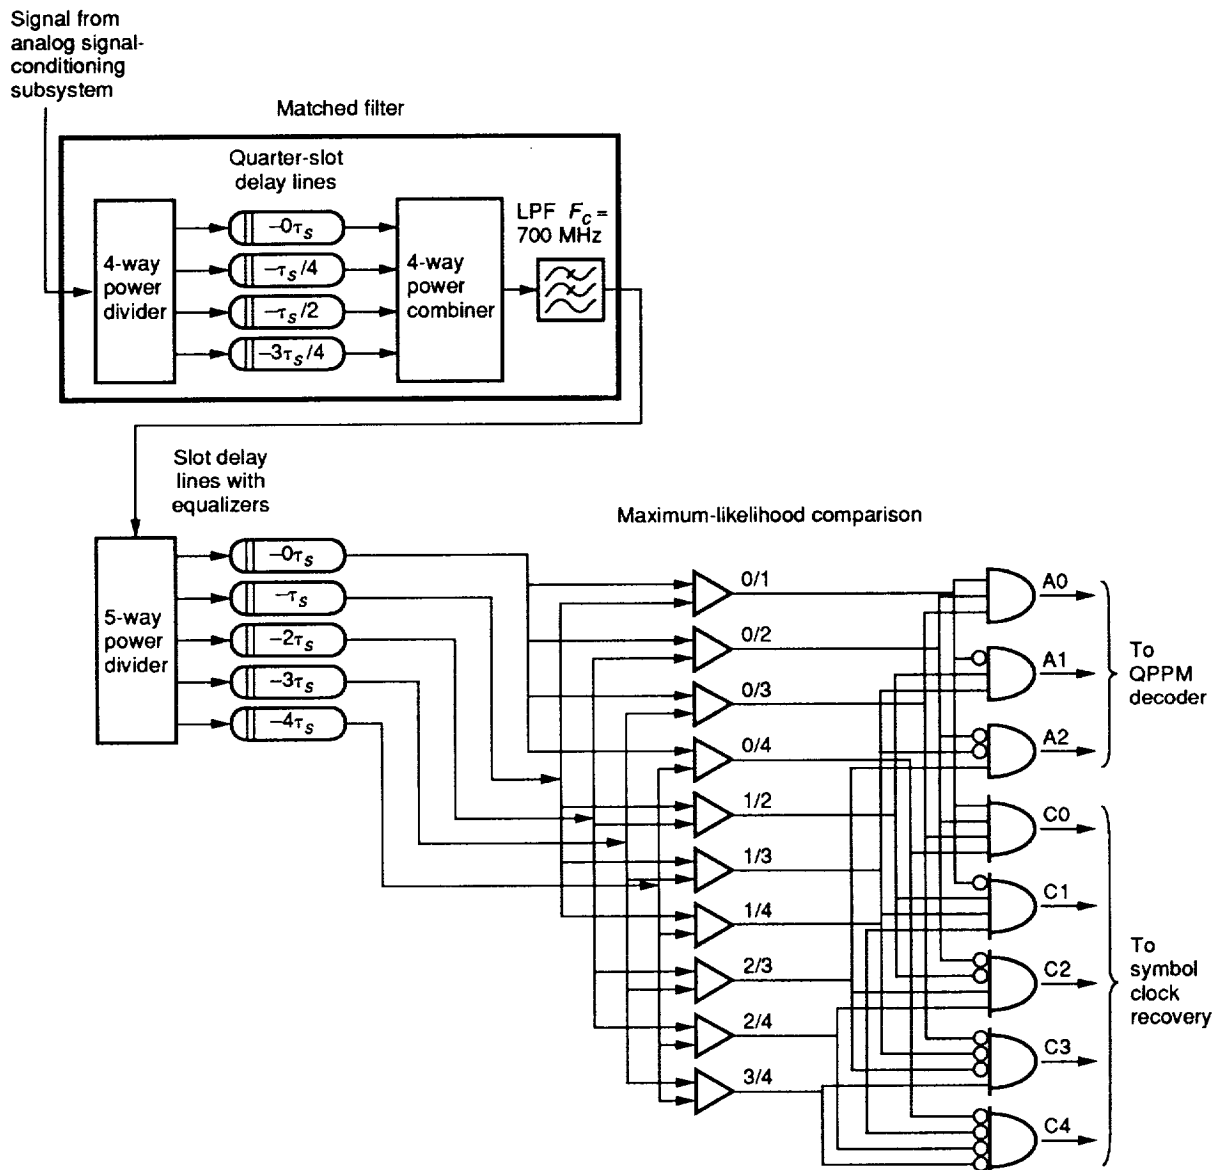 Signal from
analog signal-
conditioning
subsystem
Matched filter
Quarter-slot
delay lines
4-way
power
divider
–0τs
–τs/4
–τs/2
–3τs/4
4-way
power
combiner
LPF Fc =
700 MHz
Slot delay
lines with
equalizers
5-way
power
divider
–0τs
–τs
–2τs
–3τs
–4τs
Maximum-likelihood comparison
0/1
0/2
0/3
0/4
1/2
1/3
1/4
2/3
2/4
3/4
A0
A1
A2
C0
C1
C2
C3
C4
To
QPPM
decoder
To
symbol
clock
recovery